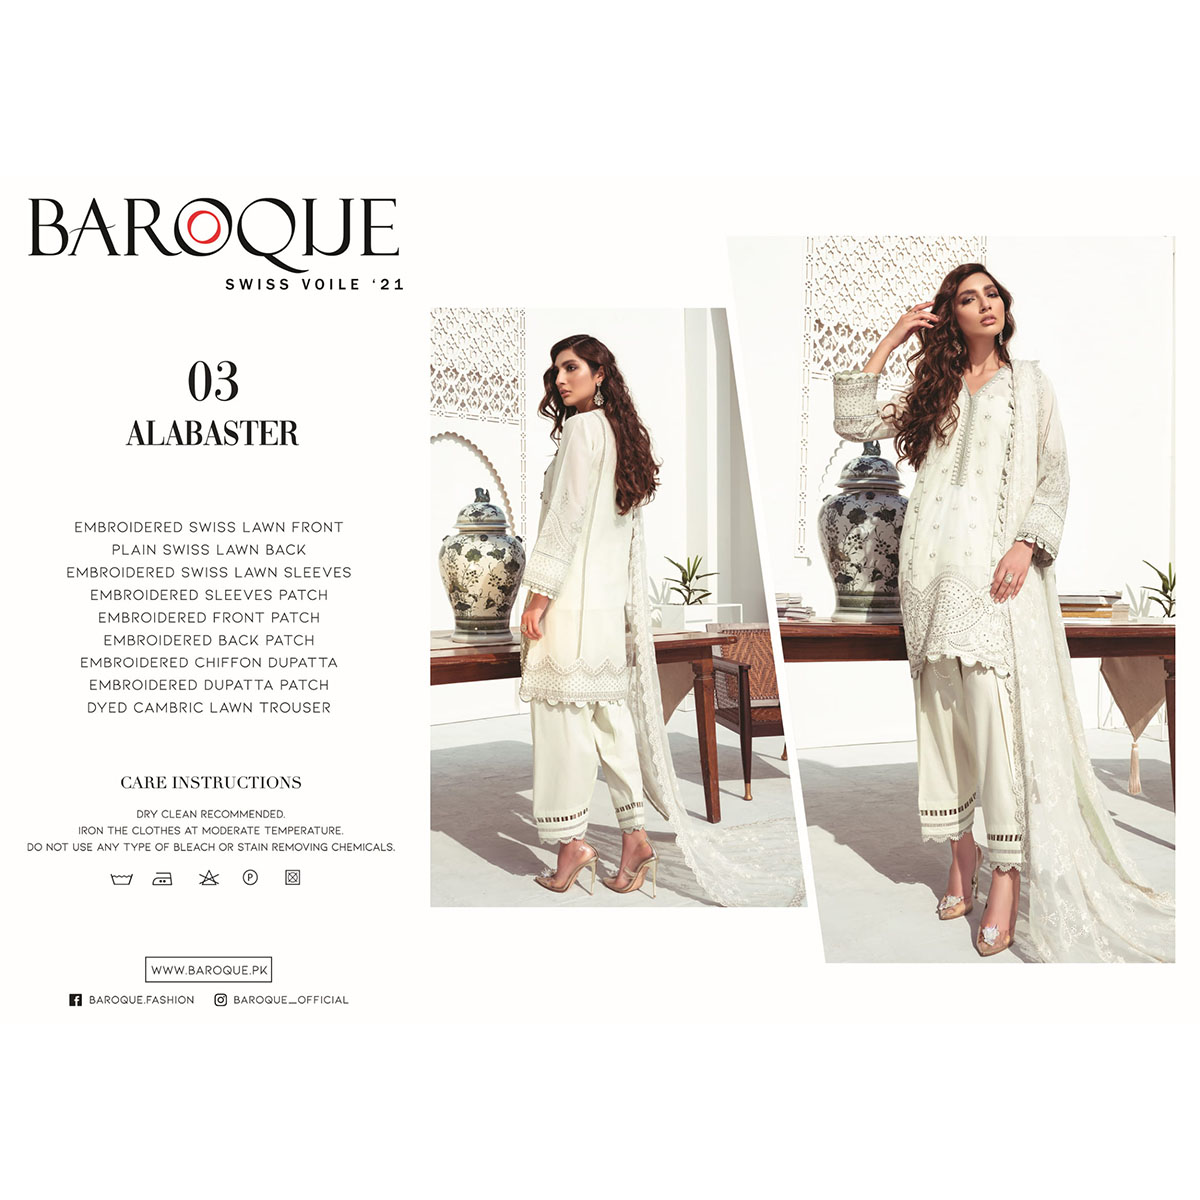 BAROQUE
SWISS VOILE ‘21
03
ALABASTER
EMBROIDERED SWISS LAWN FRONT
PLAIN SWISS LAWN BACK
EMBROIDERED SWISS LAWN SLEEVES
EMBROIDERED SLEEVES PATCH
EMBROIDERED FRONT PATCH
EMBROIDERED BACK PATCH
EMBROIDERED CHIFFON DUPATTA
EMBROIDERED DUPATTA PATCH
DYED CAMBRIC LAWN TROUSER
CARE INSTRUCTIONS
DRY CLEAN RECOMMENDED.
IRON THE CLOTHES AT MODERATE TEMPERATURE.
DO NOT USE ANY TYPE OF BLEACH OR STAIN REMOVING CHEMICALS.
P
WWW.BAROQUE.PK
BAROQUE.FASHION BAROQUE_OFFICIAL